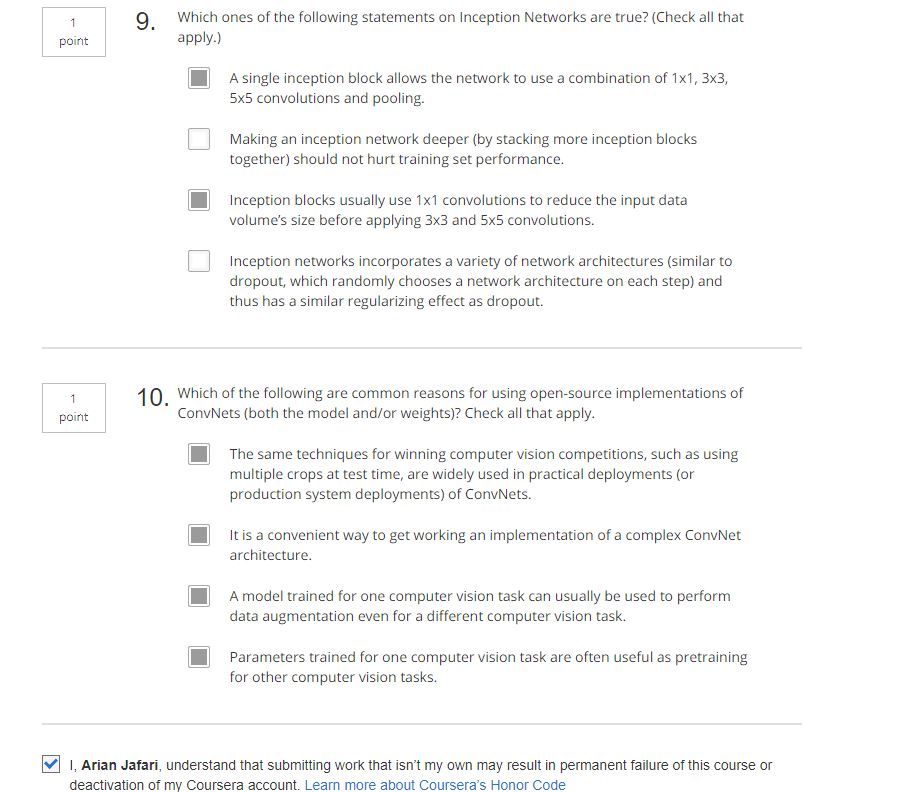 1
point
9. Which ones of the following statements on Inception Networks are true? (Check all that
apply.)
A single inception block allows the network to use a combination of 1x1, 3x3,
5x5 convolutions and pooling.
Making an inception network deeper (by stacking more inception blocks
together) should not hurt training set performance.
Inception blocks usually use 1x1 convolutions to reduce the input data
volume’s size before applying 3x3 and 5x5 convolutions.
Inception networks incorporates a variety of network architectures (similar to
dropout, which randomly chooses a network architecture on each step) and
thus has a similar regularizing effect as dropout.
1
point
10. Which of the following are common reasons for using open-source implementations of
ConvNets (both the model and/or weights)? Check all that apply.
The same techniques for winning computer vision competitions, such as using
multiple crops at test time, are widely used in practical deployments (or
production system deployments) of ConvNets.
It is a convenient way to get working an implementation of a complex ConvNet
architecture.
A model trained for one computer vision task can usually be used to perform
data augmentation even for a different computer vision task.
Parameters trained for one computer vision task are often useful as pretraining
for other computer vision tasks.
I, Arian Jafari, understand that submitting work that isn’t my own may result in permanent failure of this course or
deactivation of my Coursera account. Learn more about Coursera’s Honor Code